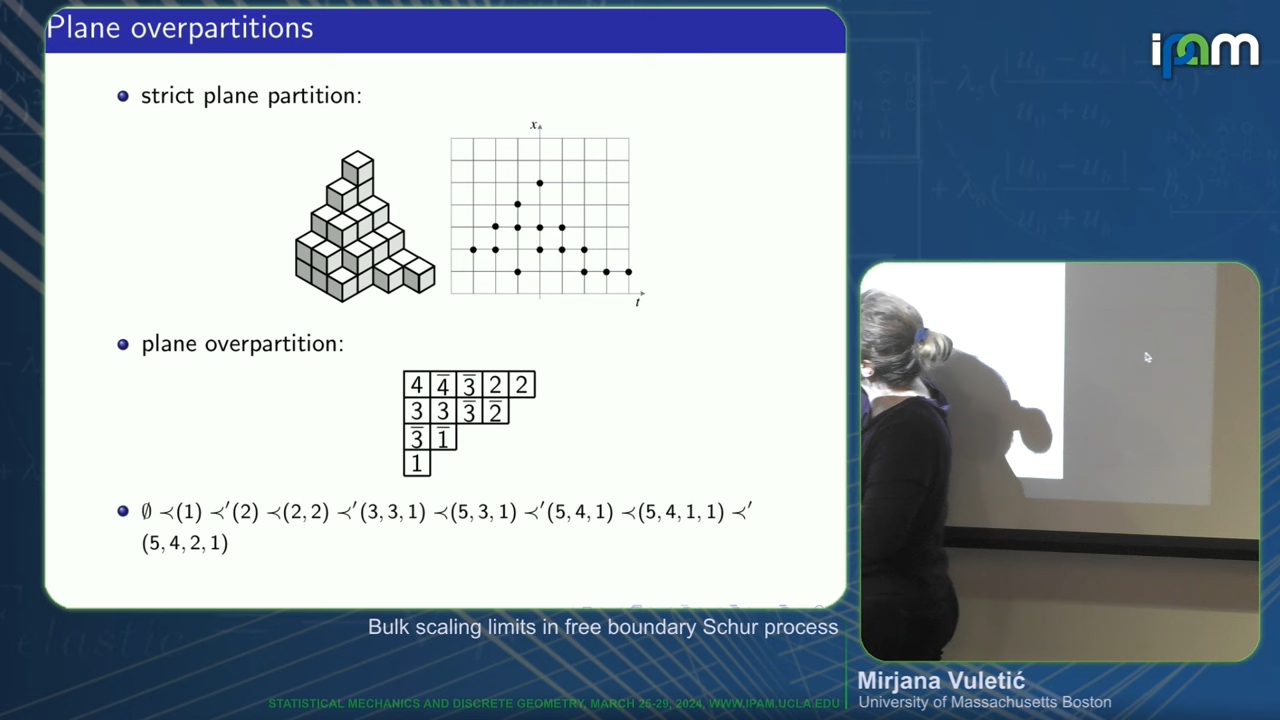 Plane overpartitions
ipam
strict plane partition:
x
t
plane overpartition:
4 4̅ 3̅ 2 2
3 3 3̅ 2̅
3̅ 1̅
1
∅ ≺(1) ≺′(2) ≺(2, 2) ≺′(3, 3, 1) ≺(5, 3, 1) ≺′(5, 4, 1) ≺(5, 4, 1, 1) ≺′
(5, 4, 2, 1)
Bulk scaling limits in free boundary Schur process
Mirjana Vuletić
University of Massachusetts Boston
STATISTICAL MECHANICS AND DISCRETE GEOMETRY, MARCH 25-29, 2024, WWW.IPAM.UCLA.EDU
elastic